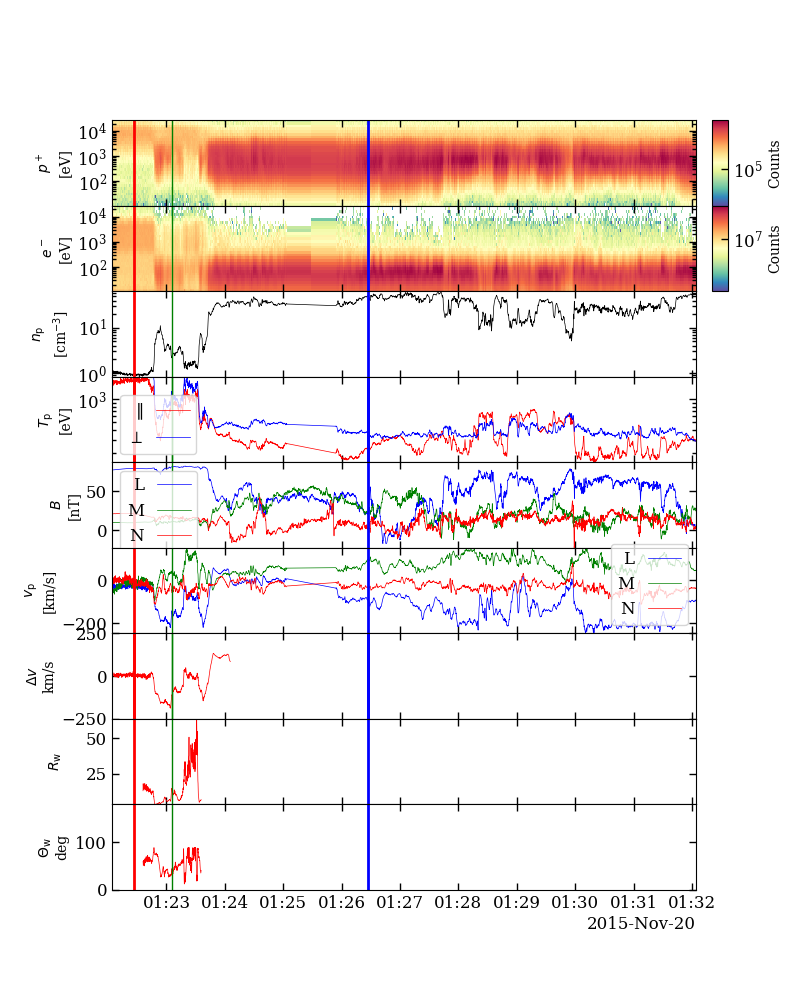 10⁴
10³
10²
p⁺
[eV]
10⁵
Counts
10⁴
10³
10²
e⁻
[eV]
10⁷
Counts
10¹
10⁰
nₚ
[cm⁻³]
10³
Tₚ
[eV]
∥
⊥
50
0
B
[nT]
L
M
N
0
−200
vₚ
[km/s]
L
M
N
250
0
−250
Δv
km/s
50
25
R_w
100
0
Θ_w
deg
01:23 01:24 01:25 01:26 01:27 01:28 01:29 01:30 01:31 01:32
2015-Nov-20